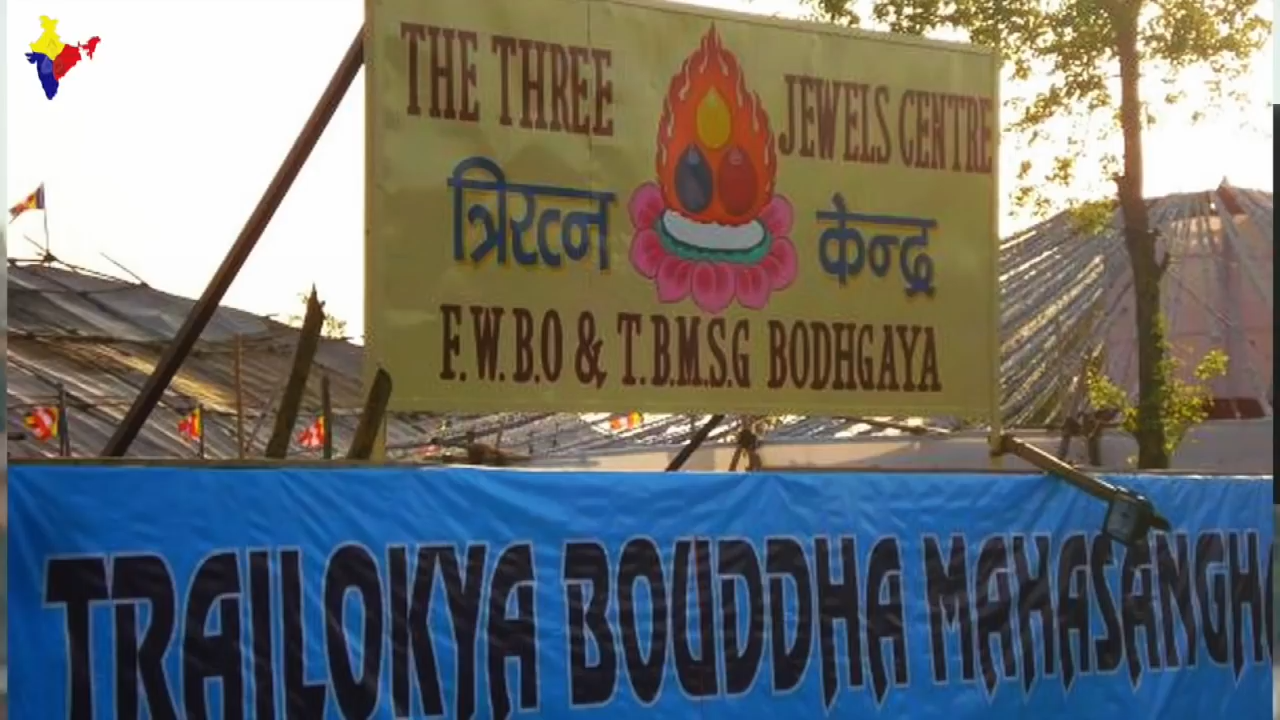 THE THREE JEWELS CENTRE
त्रिरत्न केन्द्र
F.W.B.O & T.B.M.S.G BODHGAYA
TRAILOKYA BOUDDHA MAHASANGH